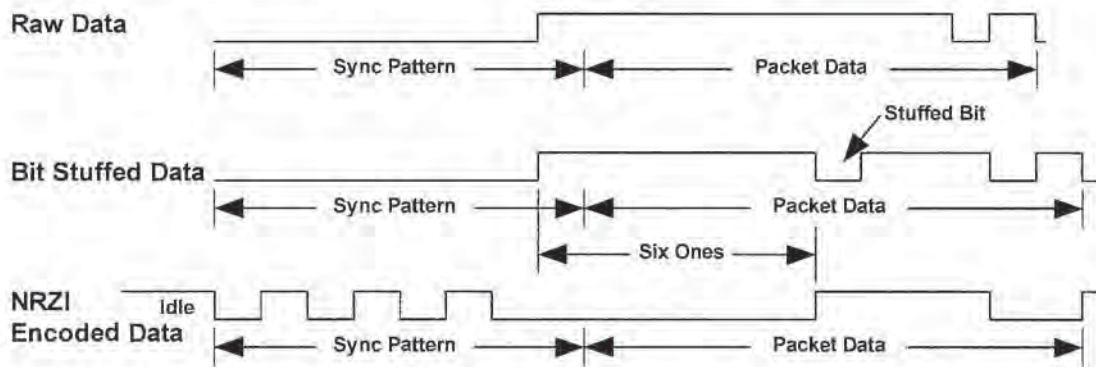 Raw Data
Sync Pattern
Packet Data
Stuffed Bit
Bit Stuffed Data
Sync Pattern
Packet Data
Six Ones
NRZI
Idle
Encoded Data
Sync Pattern
Packet Data